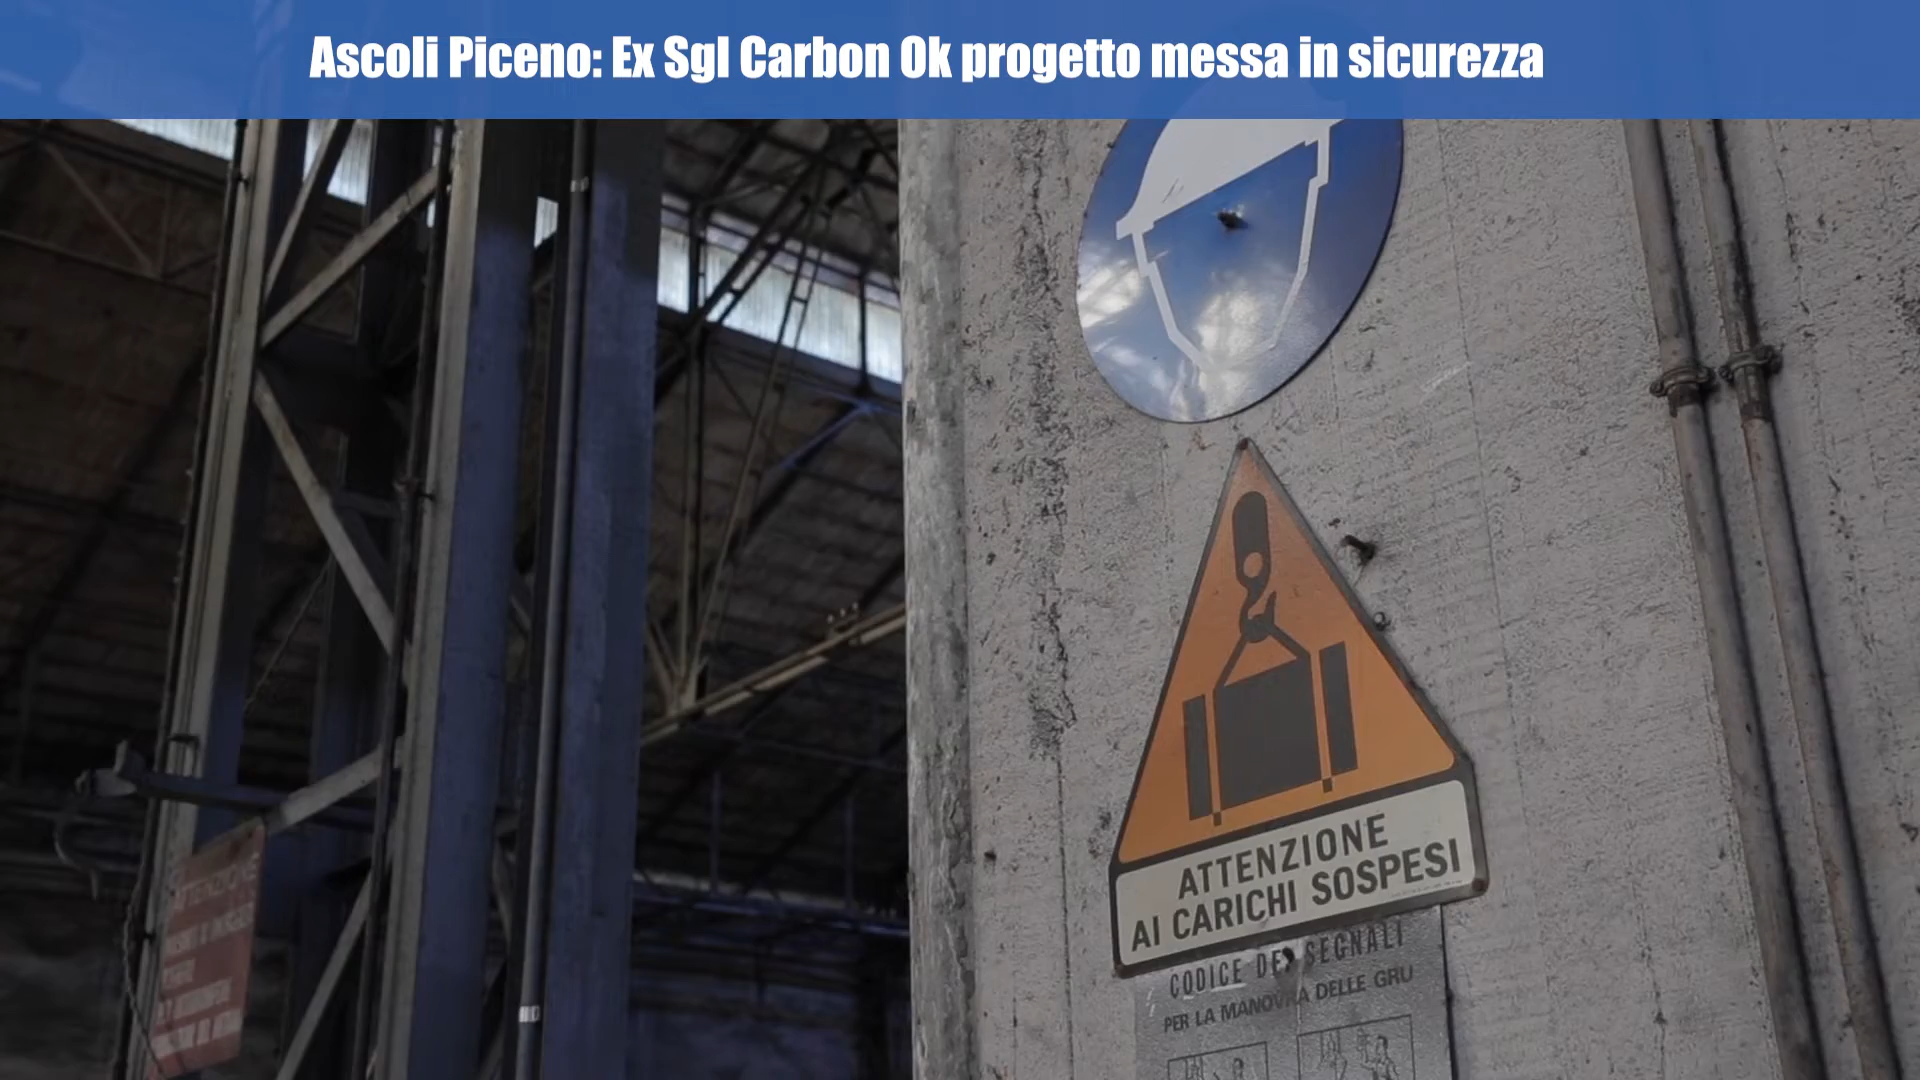 Ascoli Piceno: Ex Sgl Carbon Ok progetto messa in sicurezza
ATTENZIONE
AI CARICHI SOSPESI
CODICE DEI SEGNALI
PER LA MANOVRA DELLE GRU
ATTENZIONE